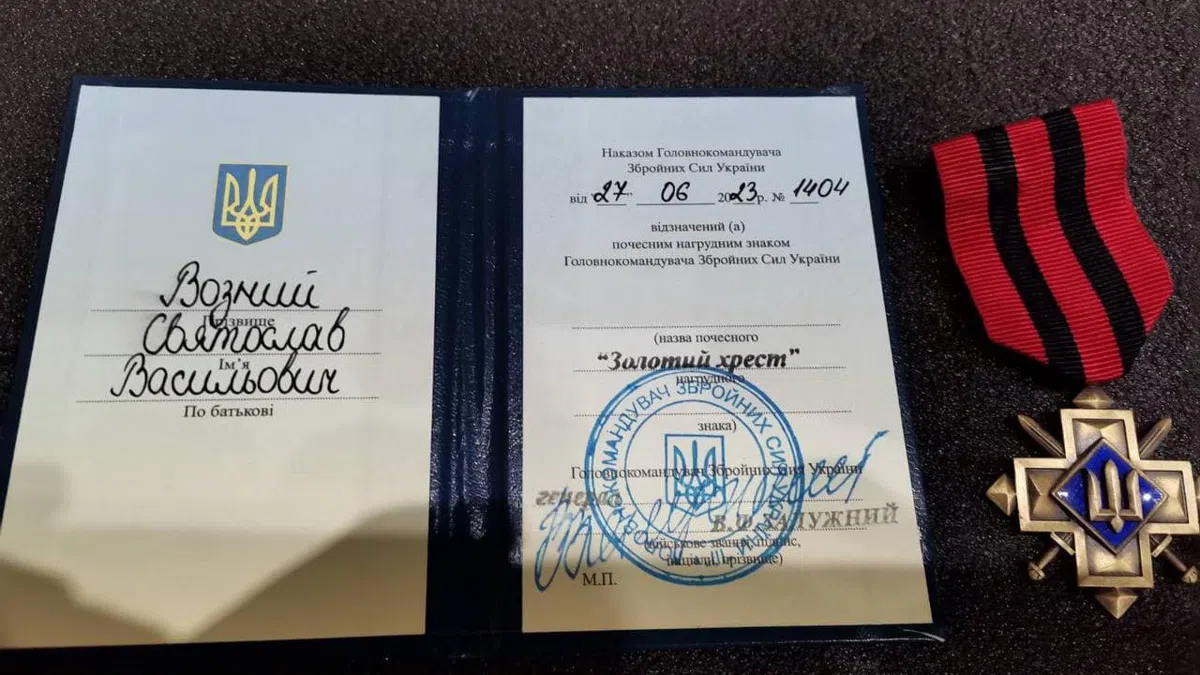 Возний
Прізвище
Святослав
Ім'я
Васильович
По батькові
Наказом Головнокомандувача
Збройних Сил України
від "27" 06 2023р. № 1404
відзначений (а)
почесним нагрудним знаком
Головнокомандувача Збройних Сил України
(назва почесного
"Золотий хрест"
нагрудного
знака)
Головнокомандувач Збройних Сил України
генерал
В.Ф.ЗАЛУЖНИЙ
(військове звання, підпис,
ініціали, прізвище)
М.П.